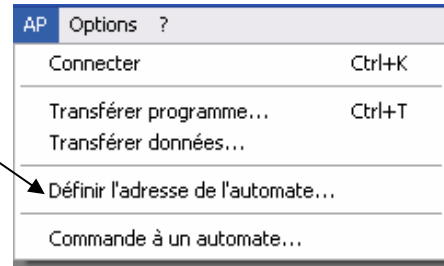 AP Options ?
Connecter Ctrl+K
Transférer programme... Ctrl+T
Transférer données...
Définir l'adresse de l'automate...
Commande à un automate...